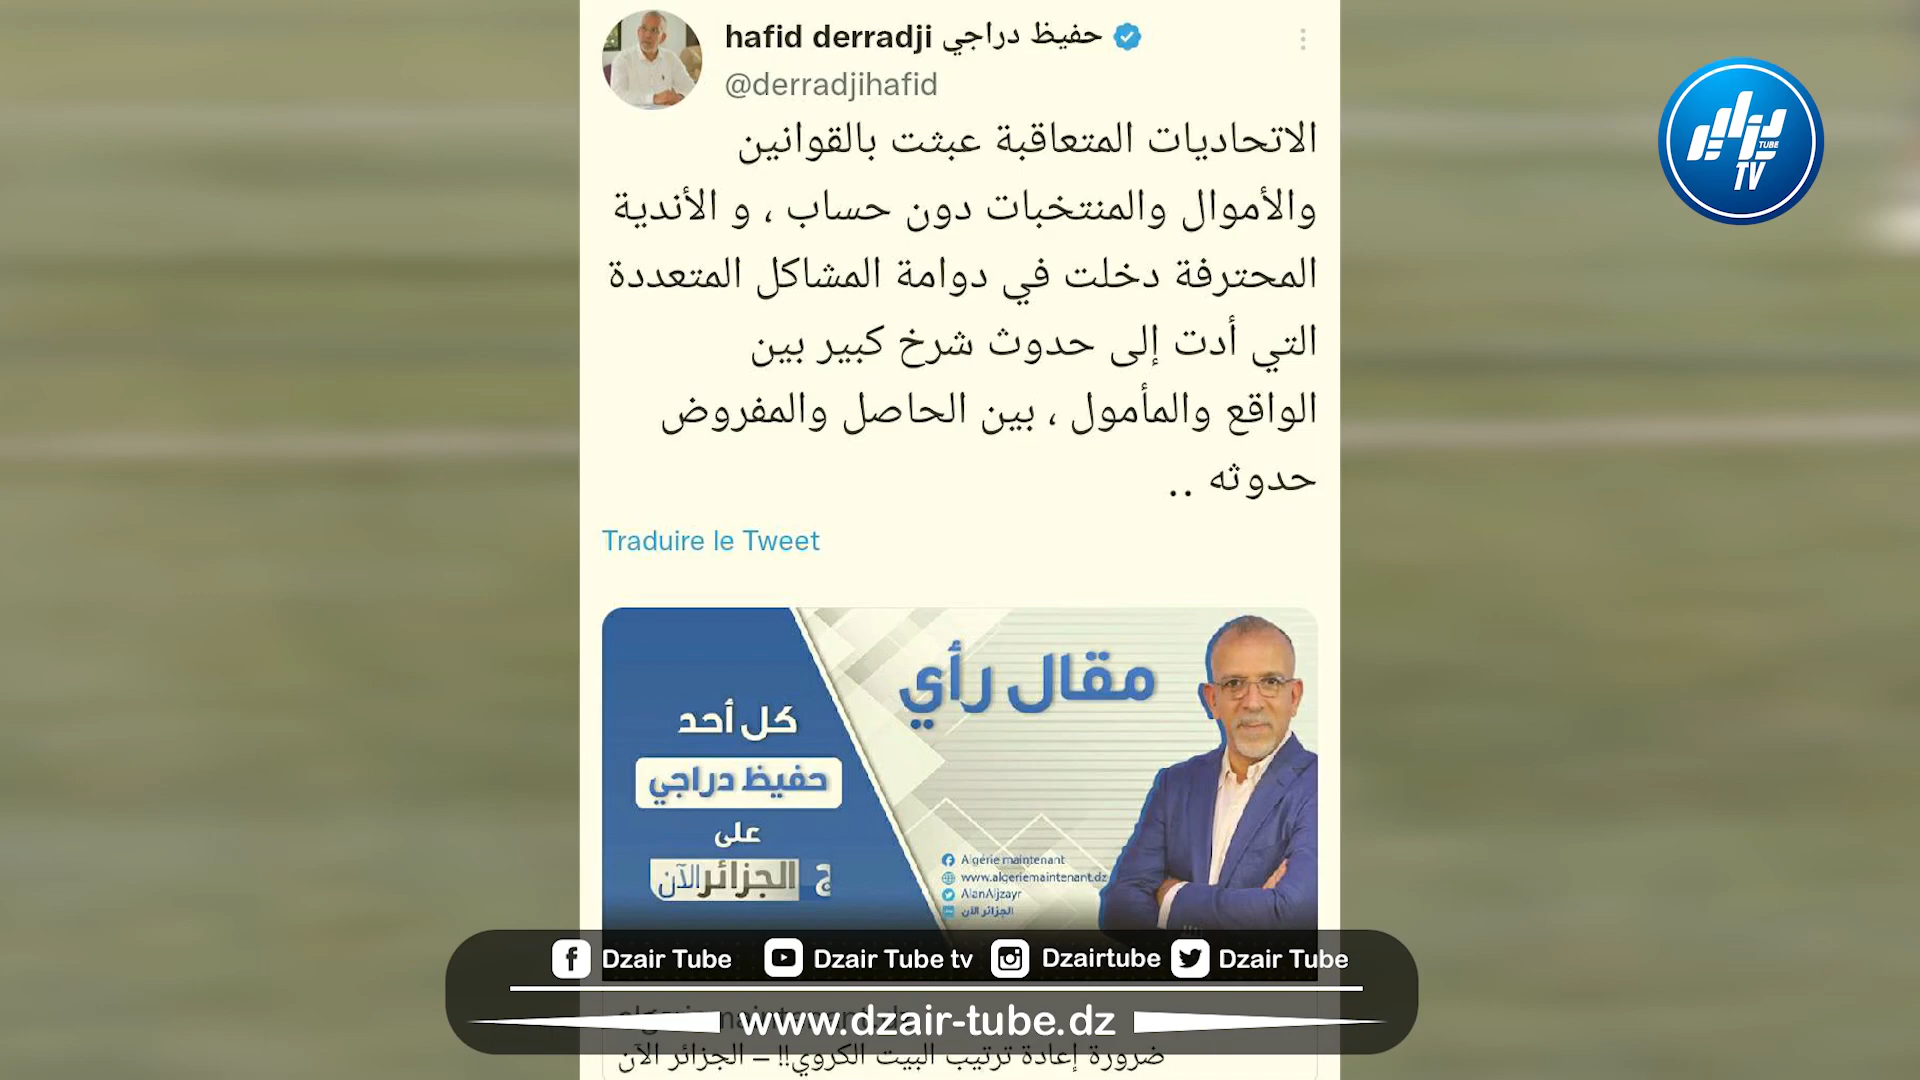 hafid derradji حفيظ دراجي
@derradjihafid
الاتحاديات المتعاقبة عبثت بالقوانين
والأموال والمنتخبات دون حساب ، و الأندية
المحترفة دخلت في دوامة المشاكل المتعددة
التي أدت إلى حدوث شرخ كبير بين
الواقع والمأمول ، بين الحاصل والمفروض
حدوثه ..
Traduire le Tweet
TUBE
TV
مقال رأي
كل أحد
حفيظ دراجي
على
الجزائر الآن
Algérie maintenant
www.algeriemaintenant.dz
AlanAljzayr
الجزائر الآن
Dzair Tube
Dzair Tube tv
Dzairtube
Dzair Tube
www.dzair-tube.dz
ضرورة إعادة ترتيب البيت الكروي!! – الجزائر الآن